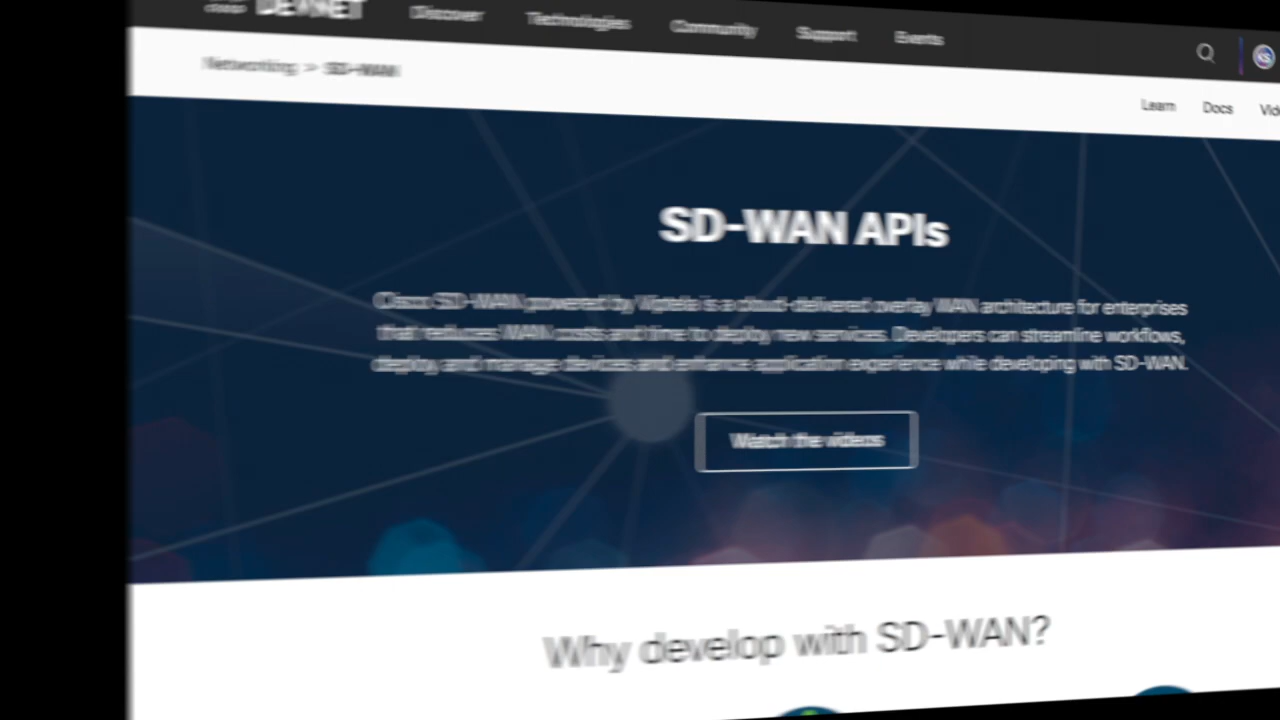 DEVNET Discover Technologies Community Support Events
Networking > SD-WAN
Learn Docs
SD-WAN APIs
Cisco SD-WAN powered by Viptela is a cloud-delivered overlay WAN architecture for enterprises
that reduces WAN costs and time to deploy new services. Developers can streamline workflows,
deploy, and manage devices and enhance application experience while developing with SD-WAN.
Watch the videos
Why develop with SD-WAN?